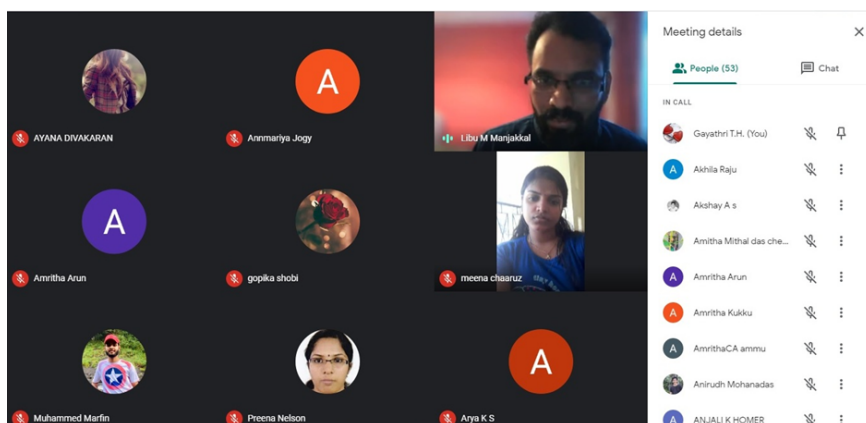 AYANA DIVAKARAN
A
Annmariya Jogy
Libu M Manjakkal
A
Amritha Arun
gopika shobi
meena chaaruz
Muhammed Marfin
Preena Nelson
A
Arya K S
Meeting details
People (53)
Chat
IN CALL
Gayathri T.H. (You)
A Akhila Raju
Akshay A s
Amitha Mithal das che...
A Amritha Arun
A Amritha Kukku
A AmrithaCA ammu
Anirudh Mohanadas
A ANJALI K HOMER